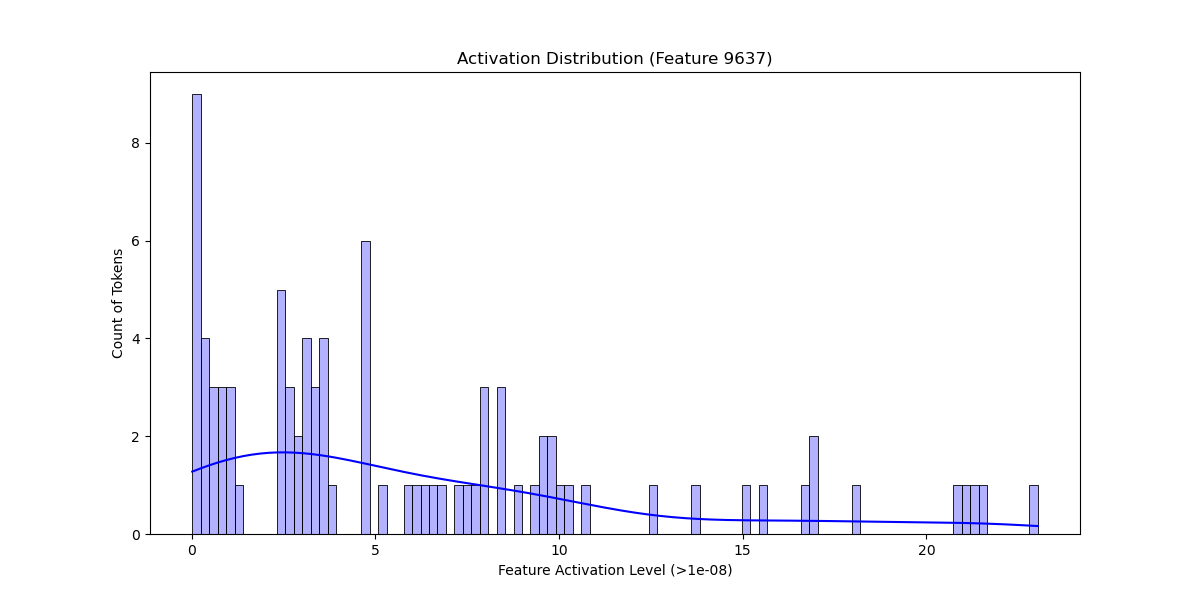 Activation Distribution (Feature 9637)
Count of Tokens
8
6
4
2
0
0 5 10 15 20
Feature Activation Level (>1e-08)